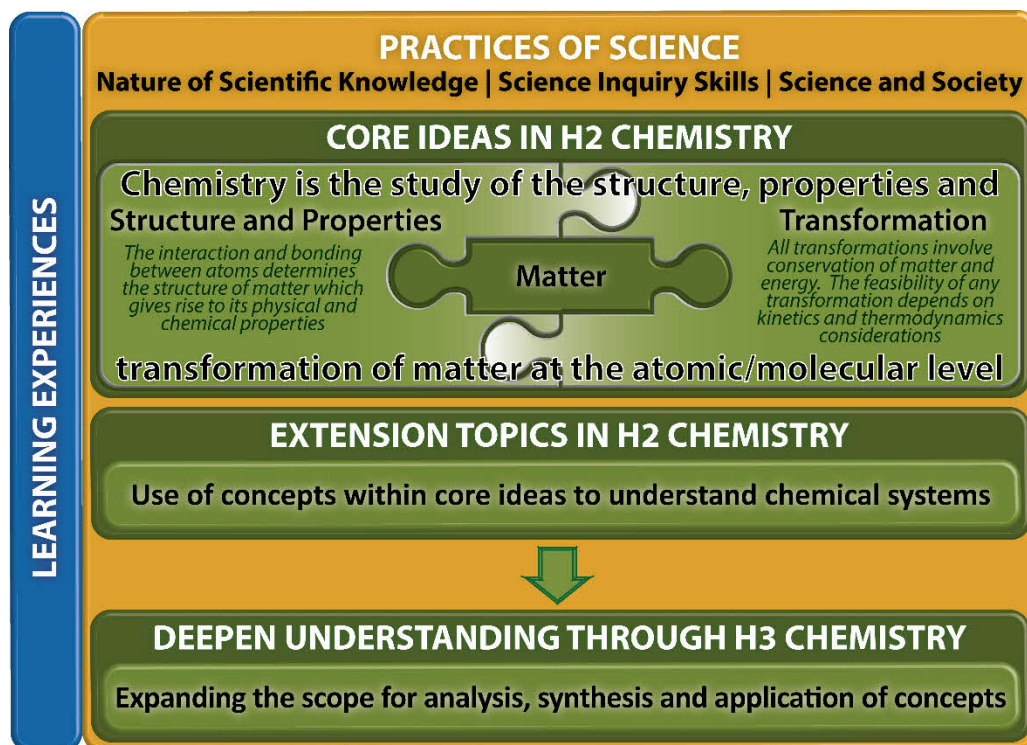 LEARNING EXPERIENCES
PRACTICES OF SCIENCE
Nature of Scientific Knowledge | Science Inquiry Skills | Science and Society
CORE IDEAS IN H2 CHEMISTRY
Chemistry is the study of the structure, properties and
Structure and Properties
The interaction and bonding
between atoms determines
the structure of matter which
gives rise to its physical and
chemical properties
Matter
Transformation
All transformations involve
conservation of matter and
energy. The feasibility of any
transformation depends on
kinetics and thermodynamics
considerations
transformation of matter at the atomic/molecular level
EXTENSION TOPICS IN H2 CHEMISTRY
Use of concepts within core ideas to understand chemical systems
DEEPEN UNDERSTANDING THROUGH H3 CHEMISTRY
Expanding the scope for analysis, synthesis and application of concepts